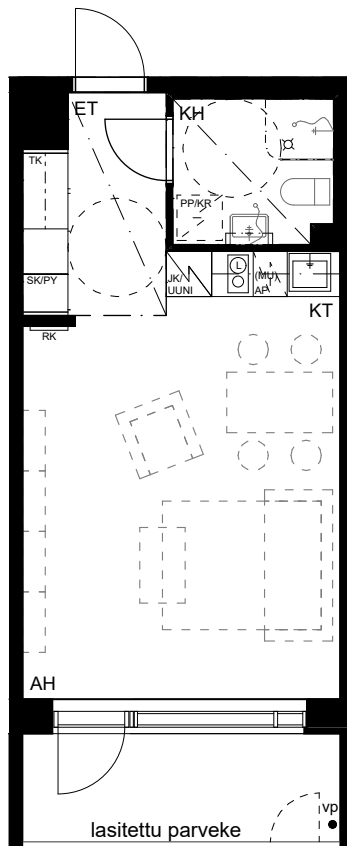 ET
KH
TK
PP/KR
SK/PY
JK/
UUNI
L
(MU)
AP
KT
RK
AH
vp
lasitettu parveke